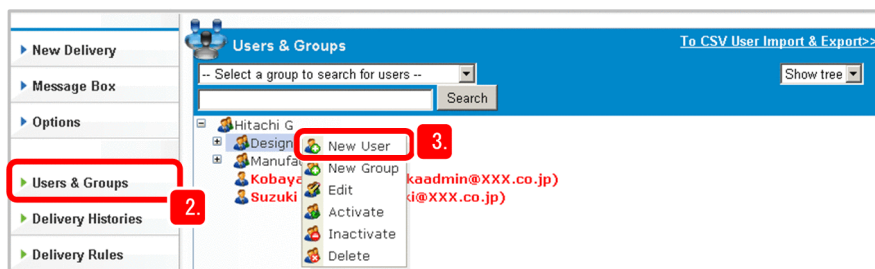 New Delivery
Message Box
Options
Users & Groups
2.
Delivery Histories
Delivery Rules
Users & Groups
To CSV User Import & Export>>
-- Select a group to search for users --
Show tree
Search
Hitachi G
Design
Manufac
Kobaya kaadmin@XXX.co.jp)
Suzuki ki@XXX.co.jp)
New User
3.
New Group
Edit
Activate
Inactivate
Delete